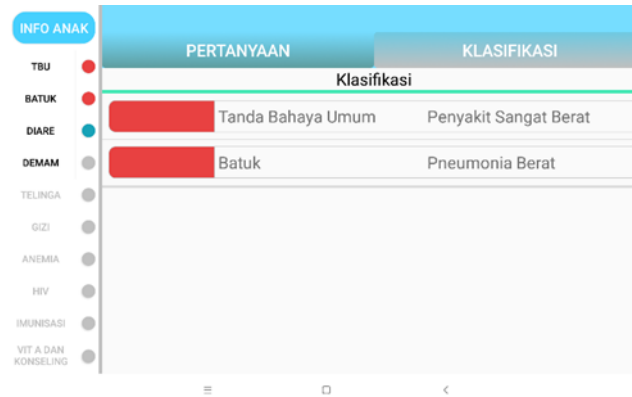 INFO ANAK
TBU
BATUK
DIARE
DEMAM
TELINGA
GIZI
ANEMIA
HIV
IMUNISASI
VIT A DAN
KONSELING
PERTANYAAN
KLASIFIKASI
Klasifikasi
Tanda Bahaya Umum Penyakit Sangat Berat
Batuk Pneumonia Berat